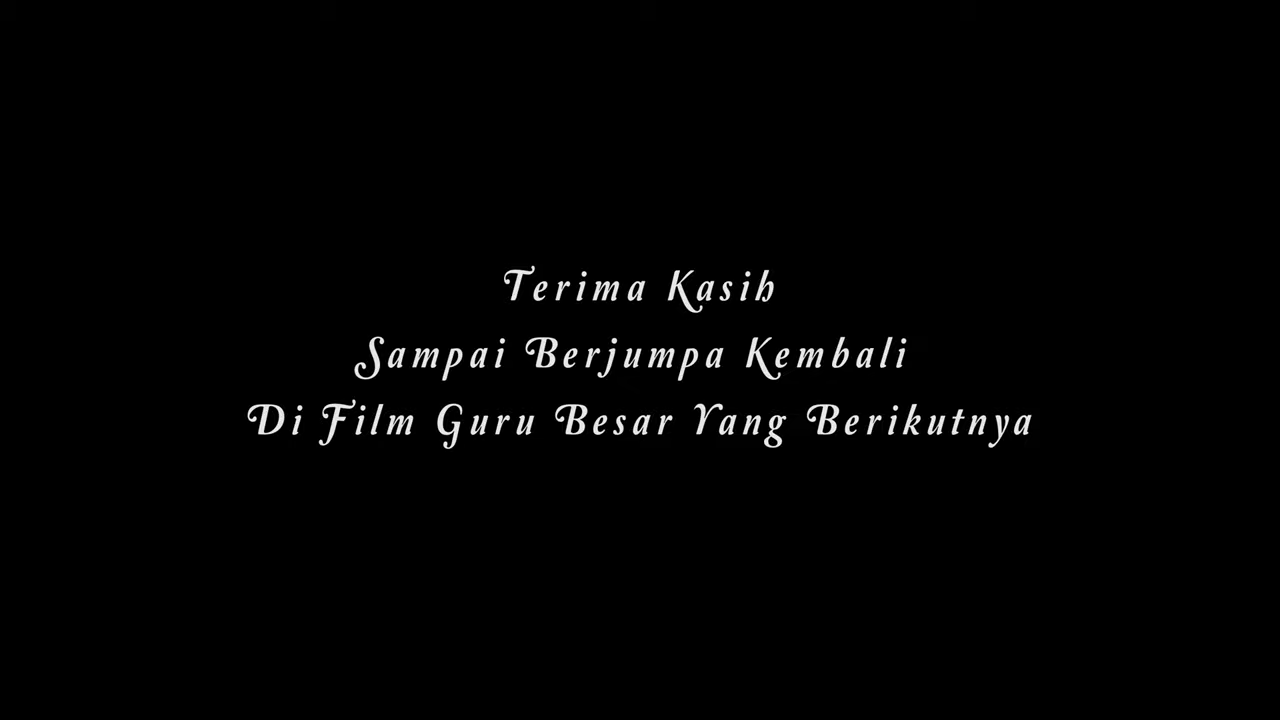 Terima Kasih
Sampai Berjumpa Kembali
Di Film Guru Besar Yang Berikutnya